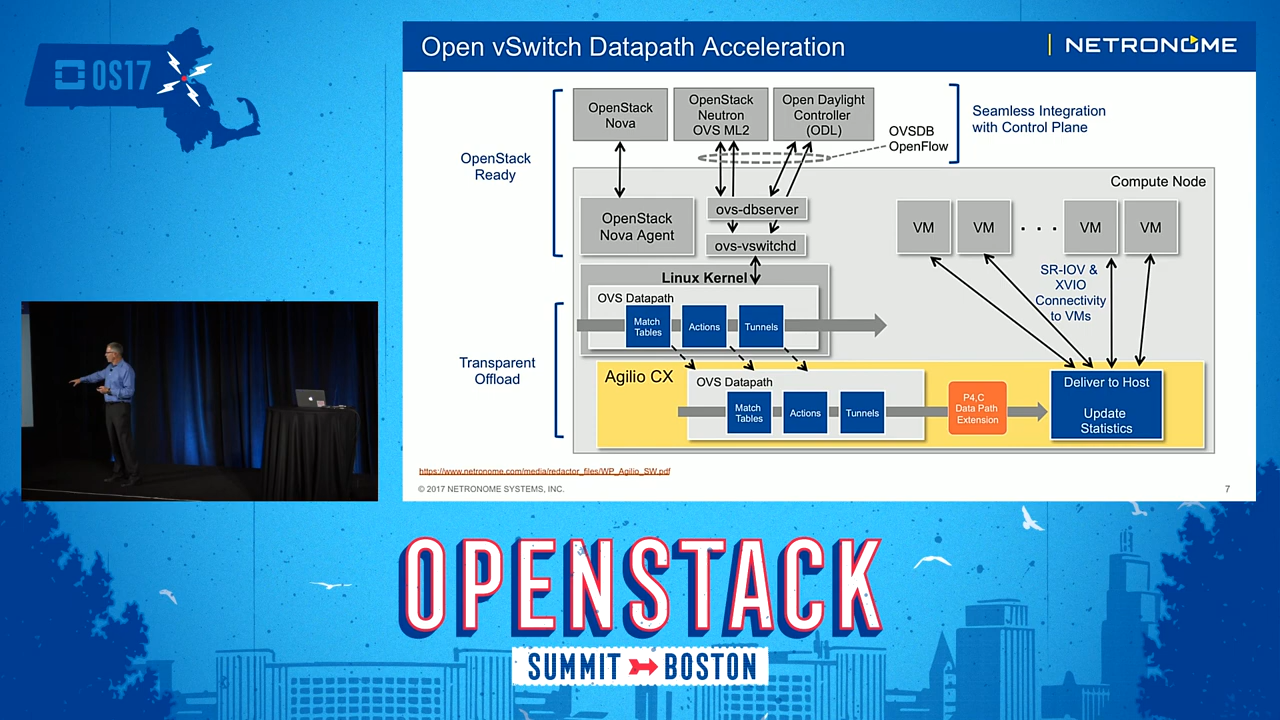 OS17
Open vSwitch Datapath Acceleration
NETRONOME
OpenStack
Nova
OpenStack
Neutron
OVS ML2
Open Daylight
Controller
(ODL)
OVSDB
OpenFlow
Seamless Integration
with Control Plane
OpenStack
Ready
Compute Node
OpenStack
Nova Agent
ovs-dbserver
ovs-vswitchd
VM
VM
. . .
VM
VM
Linux Kernel
OVS Datapath
Match
Tables
Actions
Tunnels
SR-IOV &
XVIO
Connectivity
to VMs
Transparent
Offload
Agilio CX
OVS Datapath
Match
Tables
Actions
Tunnels
P4,C
Data Path
Extension
Deliver to Host
Update
Statistics
https://www.netronome.com/media/redactor_files/WP_Agilio_SW.pdf
© 2017 NETRONOME SYSTEMS, INC.
7
OPENSTACK
SUMMIT BOSTON